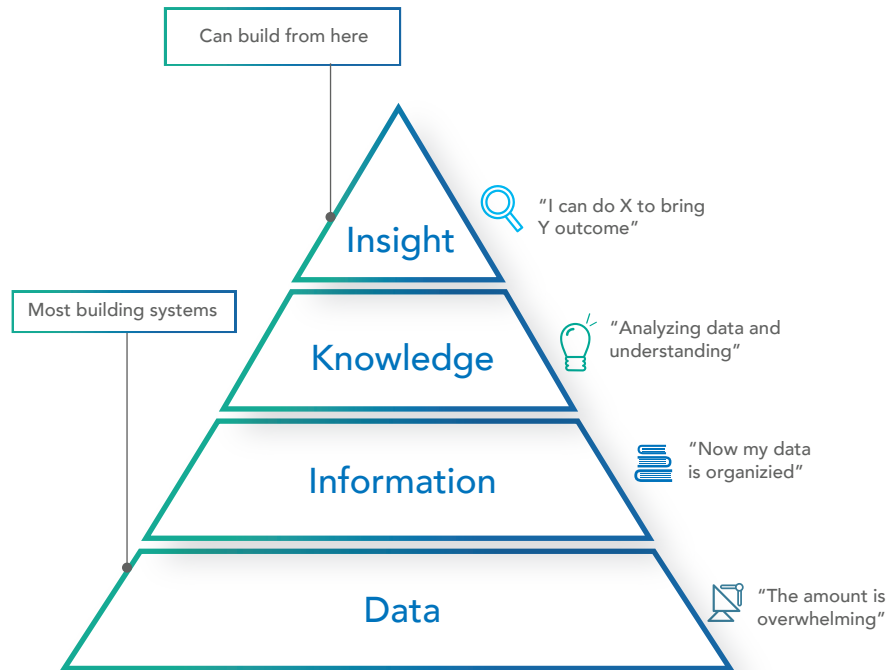 Can build from here
“I can do X to bring
Y outcome”
Insight
Most building systems
“Analyzing data and
understanding”
Knowledge
“Now my data
is organizied”
Information
“The amount is
overwhelming”
Data